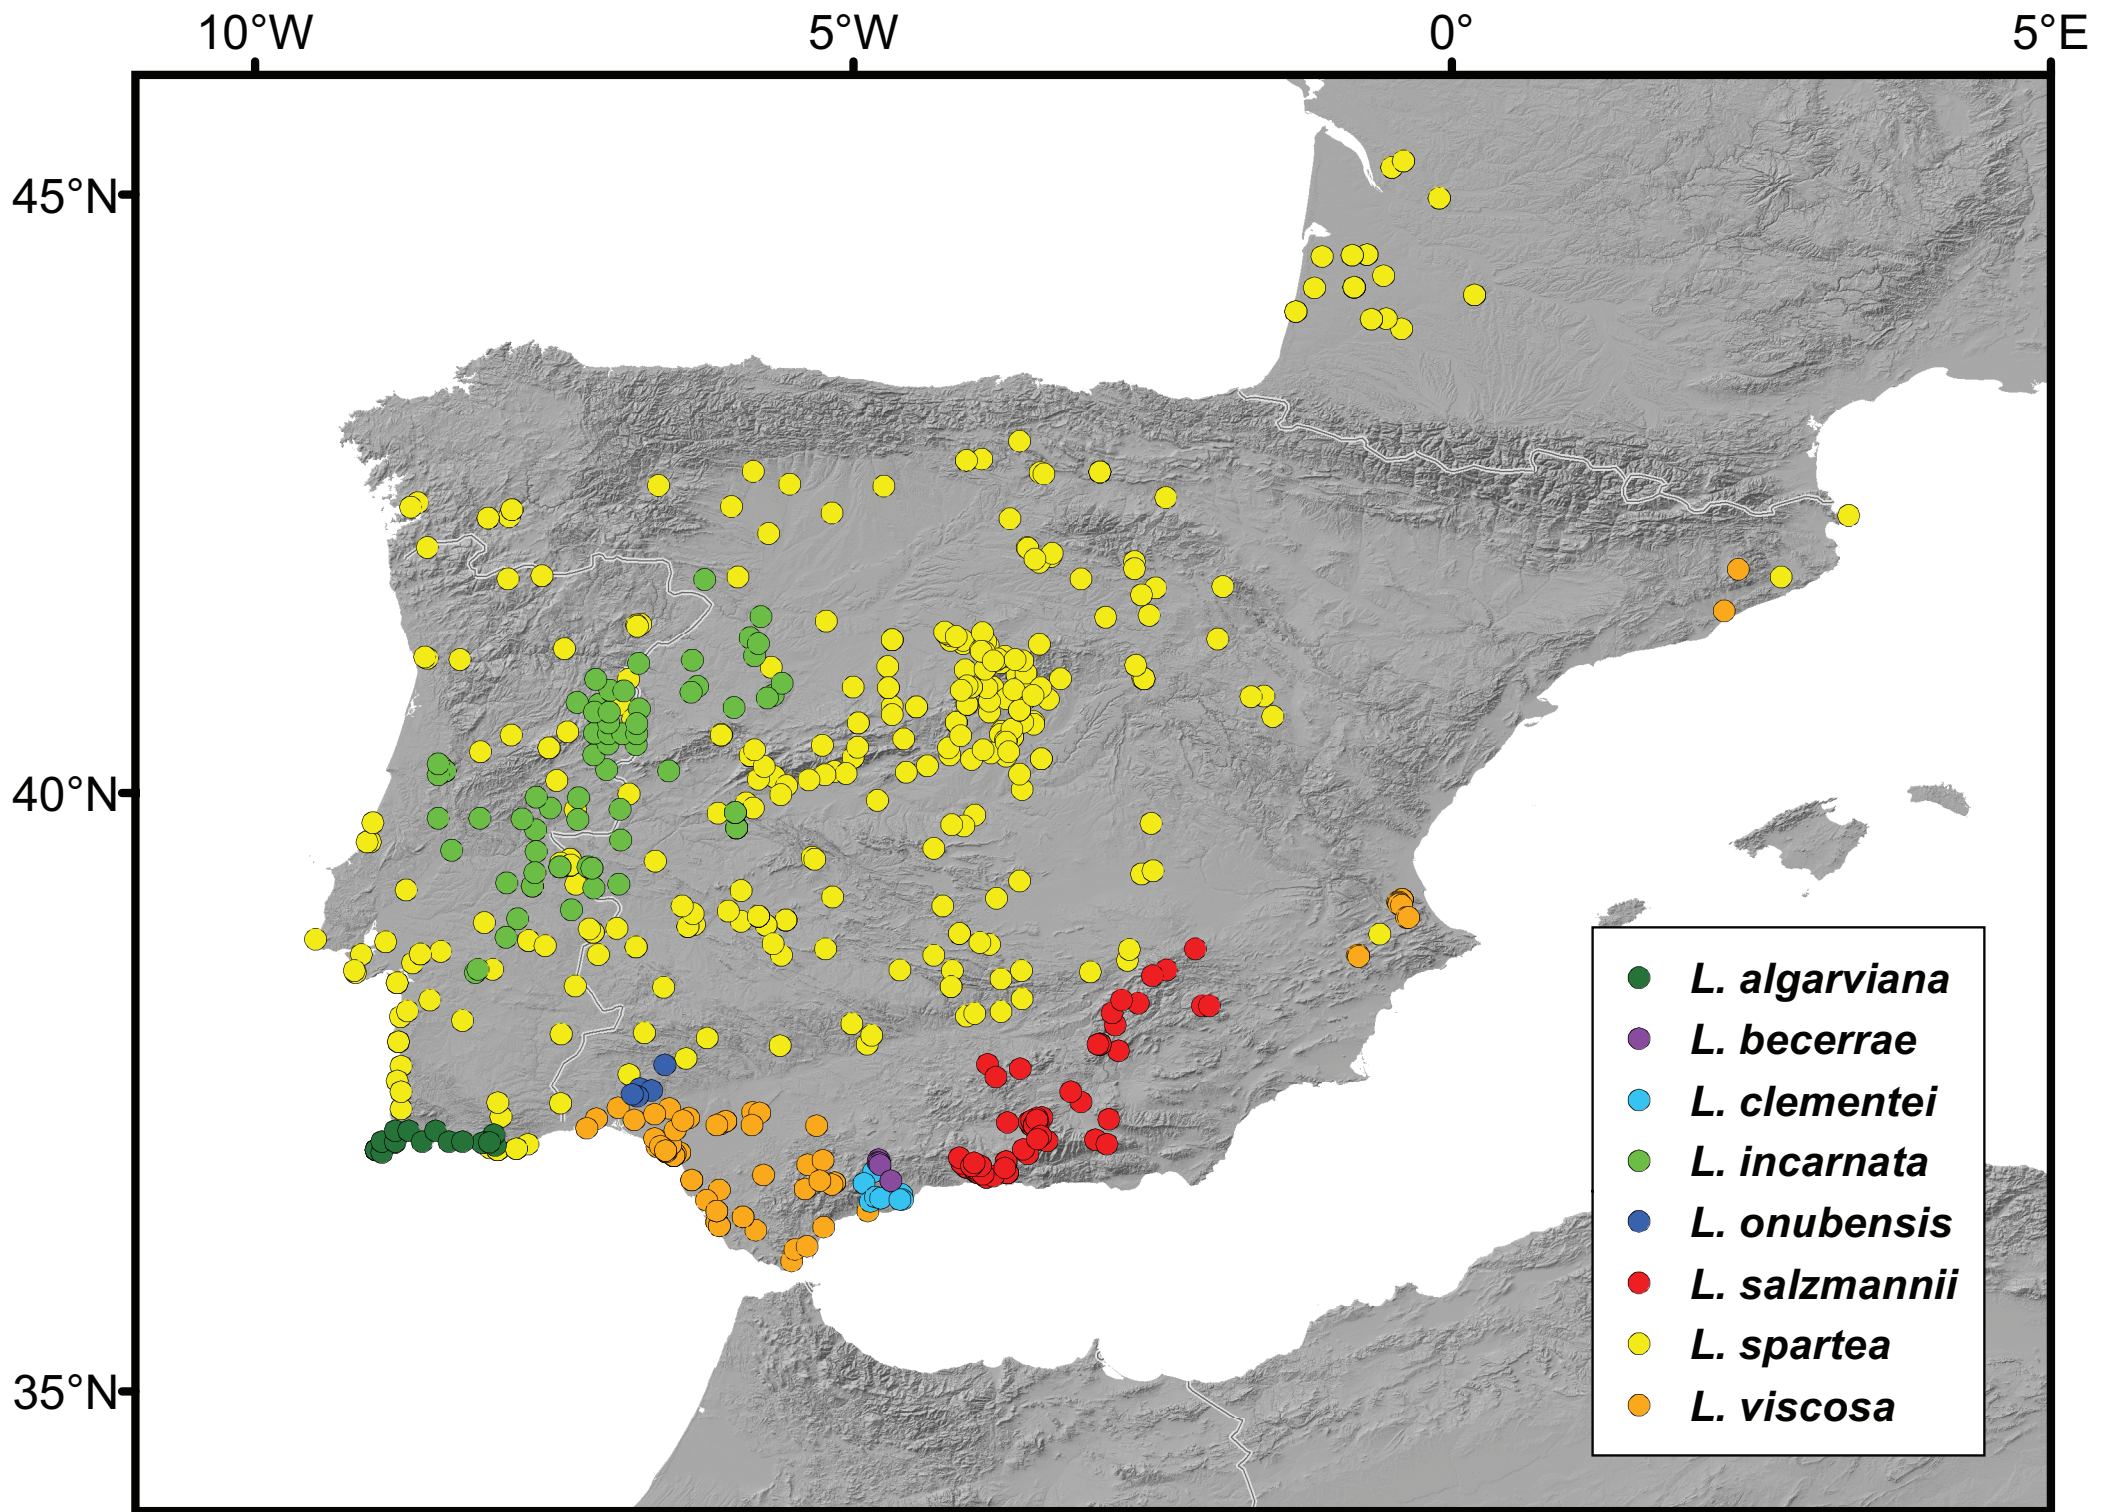 10°W 5°W 0° 5°E
45°N
40°N
35°N
L. algarviana
L. becerrae
L. clementei
L. incarnata
L. onubensis
L. salzmannii
L. spartea
L. viscosa